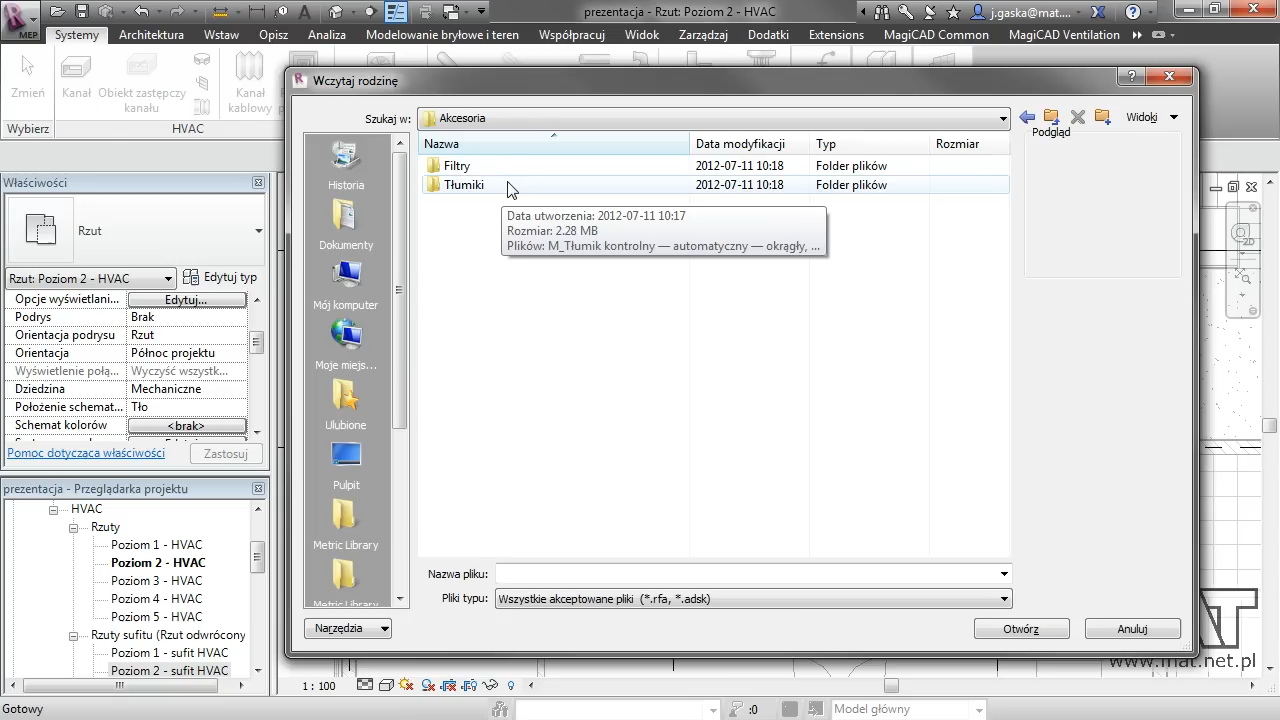 prezentacja - Rzut: Poziom 2 - HVAC
j.gaska@mat....
MEP
Systemy
Architektura
Wstaw
Opisz
Analiza
Modelowanie bryłowe i teren
Współpracuj
Widok
Zarządzaj
Dodatki
Extensions
MagiCAD Common
MagiCAD Ventilation
Zmień
Kanał
Obiekt zastępczy
kanału
Kanał
kablowy
Wybierz
HVAC
Właściwości
Rzut
Rzut: Poziom 2 - HVAC
Edytuj typ
Opcje wyświetlani...
Edytuj...
Podrys
Brak
Orientacja podrysu
Rzut
Orientacja
Północ projektu
Wyświetlenie połą...
Wyczyść wszystk...
Dziedzina
Mechaniczne
Położenie schemat...
Tło
Schemat kolorów
<brak>
Pomoc dotycząca właściwości
Zastosuj
prezentacja - Przeglądarka projektu
HVAC
Rzuty
Poziom 1 - HVAC
Poziom 2 - HVAC
Poziom 3 - HVAC
Poziom 4 - HVAC
Poziom 5 - HVAC
Rzuty sufitu (Rzut odwrócony
Poziom 1 - sufit HVAC
Poziom 2 - sufit HVAC
Wczytaj rodzinę
Szukaj w:
Akcesoria
Widoki
Podgląd
Nazwa
Data modyfikacji
Typ
Rozmiar
Filtry
2012-07-11 10:18
Folder plików
Tłumiki
2012-07-11 10:18
Folder plików
Data utworzenia: 2012-07-11 10:17
Rozmiar: 2.28 MB
Plików: M_Tłumik kontrolny — automatyczny — okrągły, ...
Historia
Dokumenty
Mój komputer
Moje miejs...
Ulubione
Pulpit
Metric Library
Metric Library
Nazwa pliku:
Pliki typu:
Wszystkie akceptowane pliki (*.rfa, *.adsk)
Narzędzia
Otwórz
Anuluj
2D
MAT
www.mat.net.pl
1 : 100
Gotowy
:0
Model główny